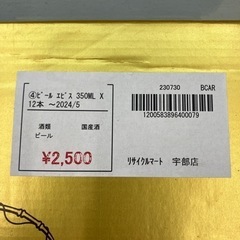 ④ﾋﾞｰﾙ ｴﾋﾞｽ 350ML X
12本 ～2024/5
酒類 国産酒
ビール
¥2,500
230730 BCAR
1200583896400079
ﾘｻｲｸﾙﾏｰﾄ 宇部店